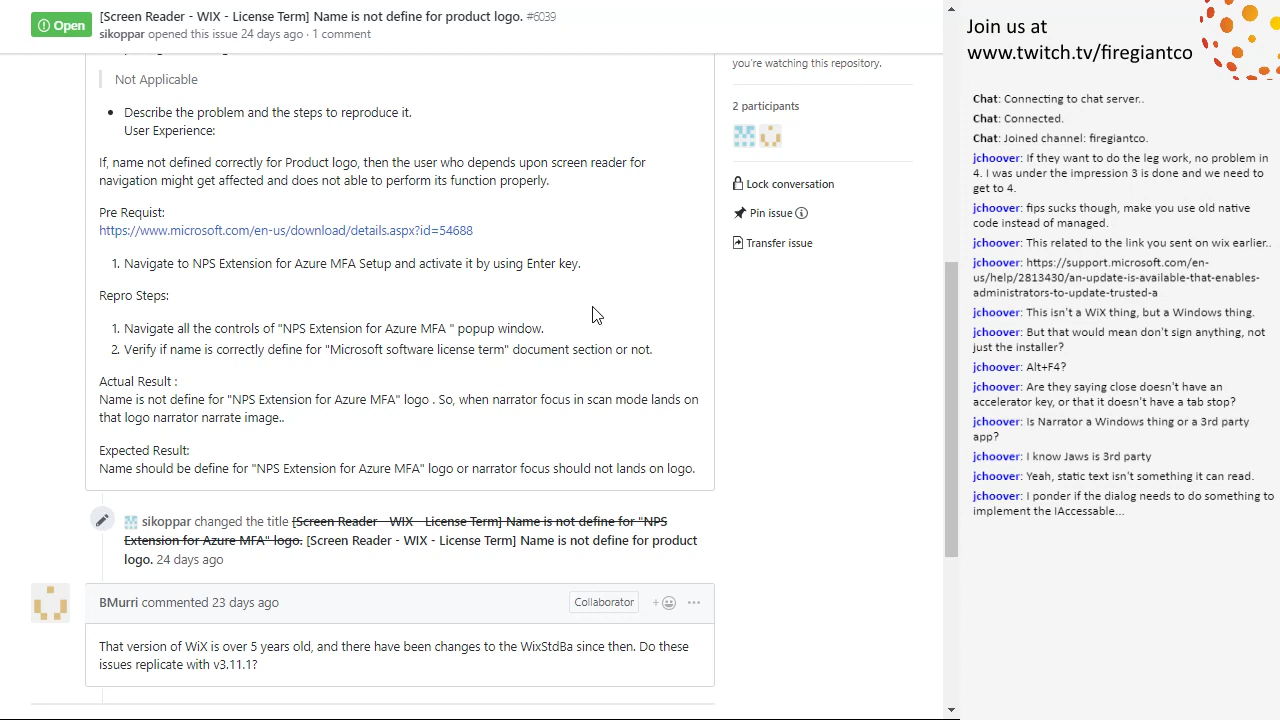 Open
[Screen Reader - WIX - License Term] Name is not define for product logo. #6039
sikoppar opened this issue 24 days ago · 1 comment
Not Applicable
• Describe the problem and the steps to reproduce it.
User Experience:
If, name not defined correctly for Product logo, then the user who depends upon screen reader for
navigation might get affected and does not able to perform its function properly.
Pre Requist:
https://www.microsoft.com/en-us/download/details.aspx?id=54688
1. Navigate to NPS Extension for Azure MFA Setup and activate it by using Enter key.
Repro Steps:
1. Navigate all the controls of "NPS Extension for Azure MFA " popup window.
2. Verify if name is correctly define for "Microsoft software license term" document section or not.
Actual Result :
Name is not define for "NPS Extension for Azure MFA" logo . So, when narrator focus in scan mode lands on
that logo narrator narrate image..
Expected Result:
Name should be define for "NPS Extension for Azure MFA" logo or narrator focus should not lands on logo.
sikoppar changed the title [Screen Reader - WIX - License Term] Name is not define for "NPS
Extension for Azure MFA" logo. [Screen Reader - WIX - License Term] Name is not define for product
logo. 24 days ago
BMurri commented 23 days ago
Collaborator
That version of WiX is over 5 years old, and there have been changes to the WixStdBa since then. Do these
issues replicate with v3.11.1?
you're watching this repository.
2 participants
Lock conversation
Pin issue
Transfer issue
Join us at
www.twitch.tv/firegiantco
Chat: Connecting to chat server..
Chat: Connected.
Chat: Joined channel: firegiantco.
jchoover: If they want to do the leg work, no problem in
4. I was under the impression 3 is done and we need to
get to 4.
jchoover: fips sucks though, make you use old native
code instead of managed.
jchoover: This related to the link you sent on wix earlier..
jchoover: https://support.microsoft.com/en-
us/help/2813430/an-update-is-available-that-enables-
administrators-to-update-trusted-a
jchoover: This isn't a WiX thing, but a Windows thing.
jchoover: But that would mean don't sign anything, not
just the installer?
jchoover: Alt+F4?
jchoover: Are they saying close doesn't have an
accelerator key, or that it doesn't have a tab stop?
jchoover: Is Narrator a Windows thing or a 3rd party
app?
jchoover: I know Jaws is 3rd party
jchoover: Yeah, static text isn't something it can read.
jchoover: I ponder if the dialog needs to do something to
implement the IAccessable...